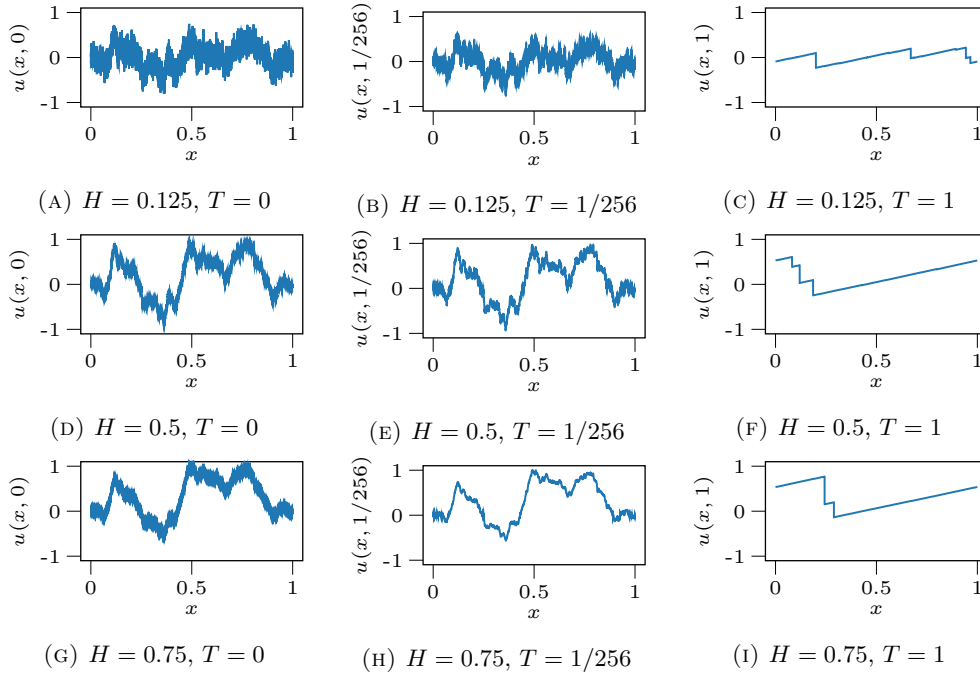 1
0
-1
u(x, 0)
0
0.5
1
x
1
0
-1
u(x, 1/256)
0
0.5
1
x
1
0
-1
u(x, 1)
0
0.5
1
x
(A) H = 0.125, T = 0
(B) H = 0.125, T = 1/256
(C) H = 0.125, T = 1
1
0
-1
u(x, 0)
0
0.5
1
x
1
0
-1
u(x, 1/256)
0
0.5
1
x
1
0
-1
u(x, 1)
0
0.5
1
x
(D) H = 0.5, T = 0
(E) H = 0.5, T = 1/256
(F) H = 0.5, T = 1
1
0
-1
u(x, 0)
0
0.5
1
x
1
0
-1
u(x, 1/256)
0
0.5
1
x
1
0
-1
u(x, 1)
0
0.5
1
x
(G) H = 0.75, T = 0
(H) H = 0.75, T = 1/256
(I) H = 0.75, T = 1